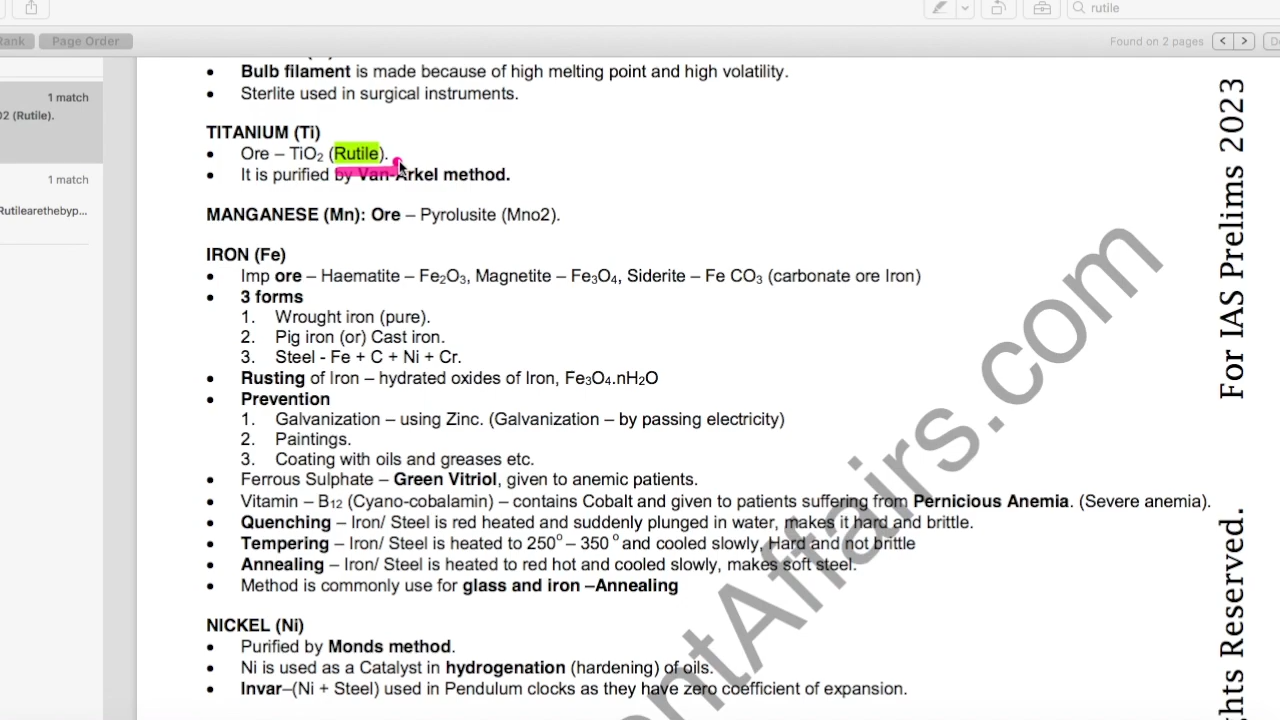 rutile
Rank
Page Order
Found on 2 pages
1 match
O2 (Rutile).
1 match
Rutilearethebyp...
• Bulb filament is made because of high melting point and high volatility.
• Sterlite used in surgical instruments.
TITANIUM (Ti)
• Ore – TiO2 (Rutile).
• It is purified by Van-Arkel method.
MANGANESE (Mn): Ore – Pyrolusite (Mno2).
IRON (Fe)
• Imp ore – Haematite – Fe2O3, Magnetite – Fe3O4, Siderite – Fe CO3 (carbonate ore Iron)
• 3 forms
1. Wrought iron (pure).
2. Pig iron (or) Cast iron.
3. Steel - Fe + C + Ni + Cr.
• Rusting of Iron – hydrated oxides of Iron, Fe3O4.nH2O
• Prevention
1. Galvanization – using Zinc. (Galvanization – by passing electricity)
2. Paintings.
3. Coating with oils and greases etc.
• Ferrous Sulphate – Green Vitriol, given to anemic patients.
• Vitamin – B12 (Cyano-cobalamin) – contains Cobalt and given to patients suffering from Pernicious Anemia. (Severe anemia).
• Quenching – Iron/ Steel is red heated and suddenly plunged in water, makes it hard and brittle.
• Tempering – Iron/ Steel is heated to 250° – 350° and cooled slowly, Hard and not brittle
• Annealing – Iron/ Steel is heated to red hot and cooled slowly, makes soft steel.
• Method is commonly use for glass and iron –Annealing
NICKEL (Ni)
• Purified by Monds method.
• Ni is used as a Catalyst in hydrogenation (hardening) of oils.
• Invar–(Ni + Steel) used in Pendulum clocks as they have zero coefficient of expansion.
For IAS Prelims 2023
hts Reserved.
entAffairs.com